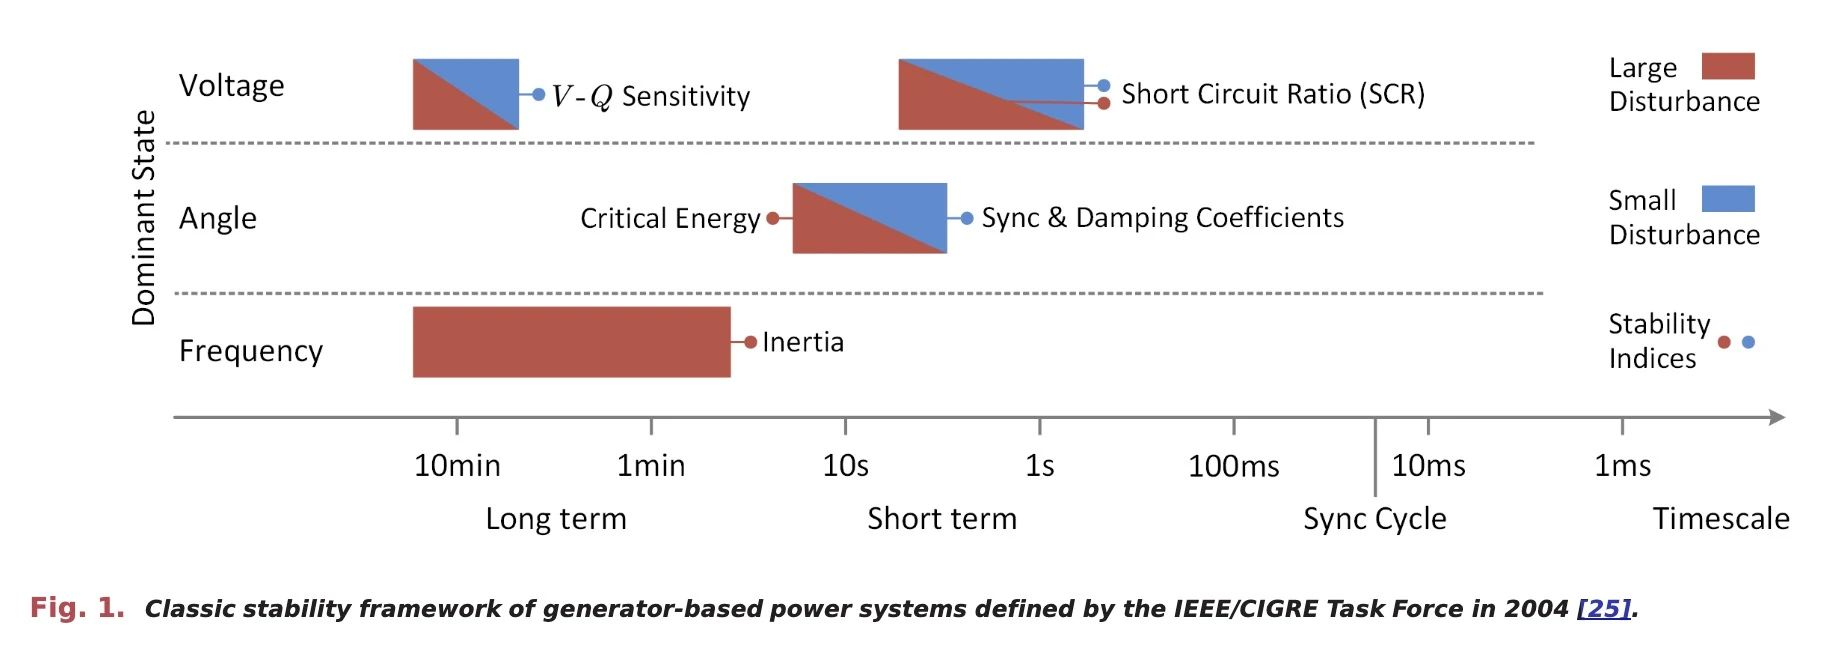 Voltage
V-Q Sensitivity
Short Circuit Ratio (SCR)
Large
Disturbance
Dominant State
Angle
Critical Energy
Sync & Damping Coefficients
Small
Disturbance
Frequency
Inertia
Stability
Indices
10min 1min 10s 1s 100ms 10ms 1ms
Long term Short term Sync Cycle Timescale
Fig. 1. Classic stability framework of generator-based power systems defined by the IEEE/CIGRE Task Force in 2004 [25].